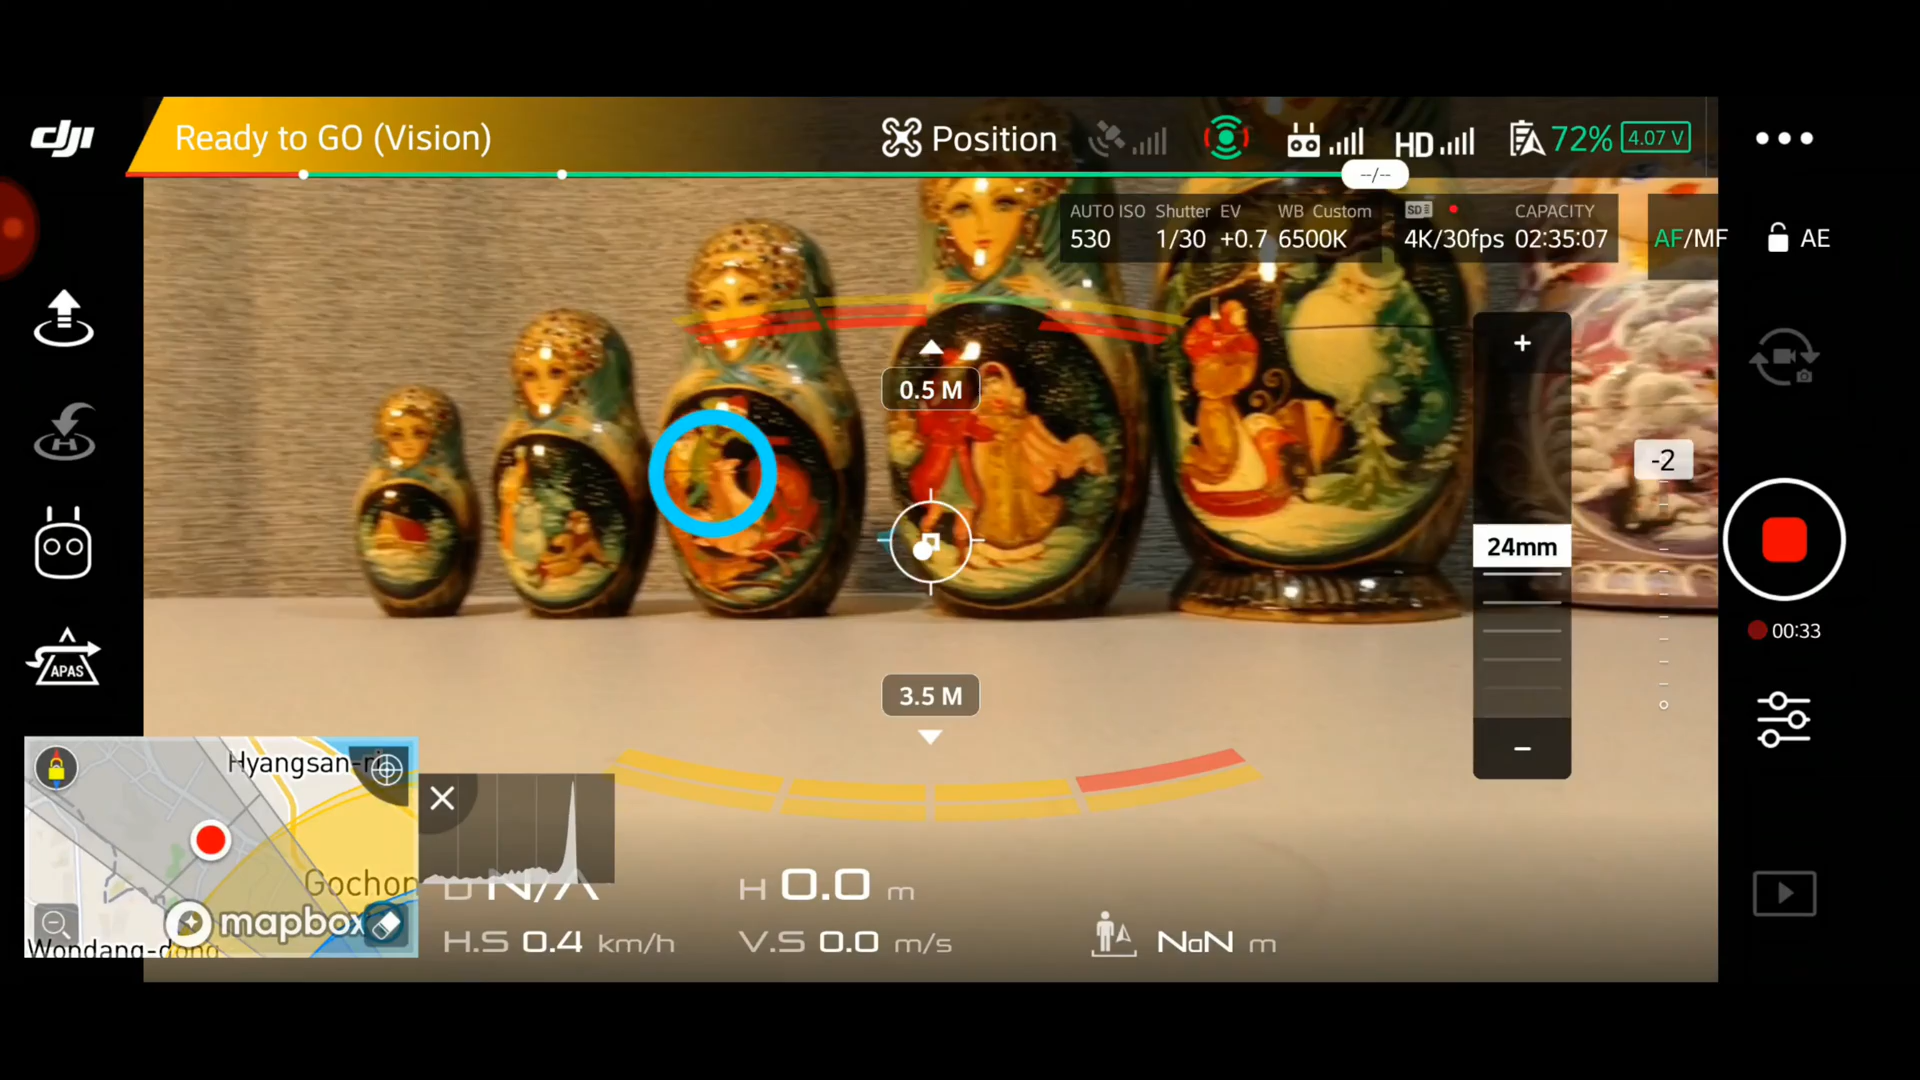 dji
Ready to GO (Vision)
Position
HD
72%
4.07 V
--/--
AUTO ISO
530
Shutter
1/30
EV
+0.7
WB Custom
6500K
SD
4K/30fps
CAPACITY
02:35:07
AF/MF
AE
0.5 M
+
-2
24mm
H
APAS
00:33
3.5 M
−
Hyangsan-ri
Gochon
mapbox
Wondang-dong
D N/A
H 0.0 m
H.S 0.4 km/h
V.S 0.0 m/s
NaN m